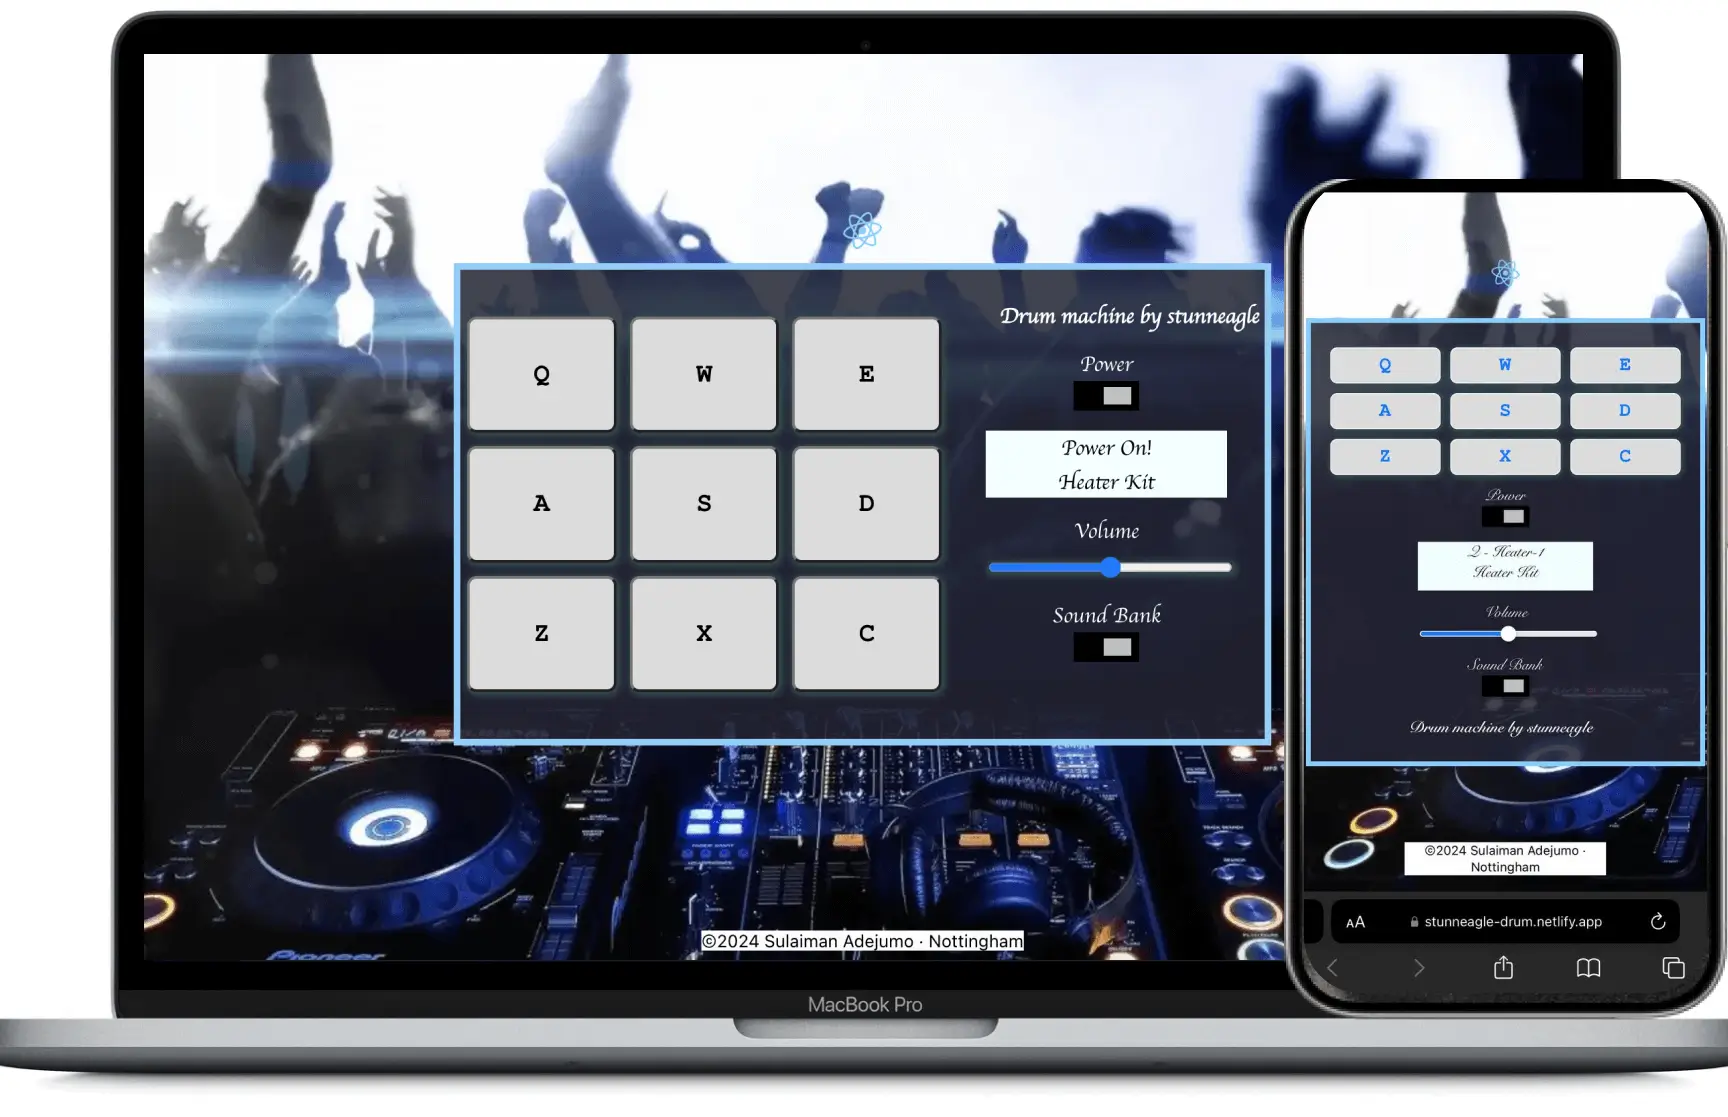 Drum machine by stunneagle
Q W E
Power
Power On!
A S D
Heater Kit
Volume
Sound Bank
Z X C
Pioneer
©2024 Sulaiman Adejumo · Nottingham
MacBook Pro
Q W E
A S D
Z X C
Power
Q - Heater-1
Heater Kit
Volume
Sound Bank
Drum machine by stunneagle
©2024 Sulaiman Adejumo ·
Nottingham
AA stunneagle-drum.netlify.app